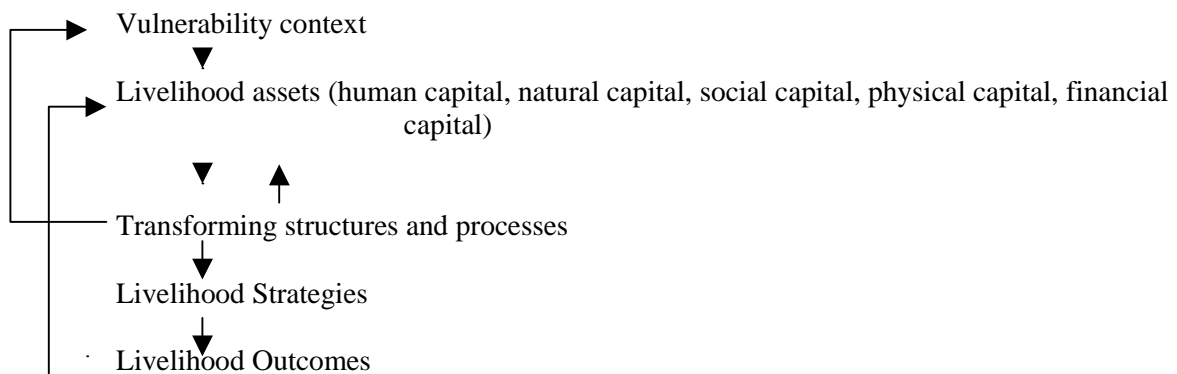 Vulnerability context
Livelihood assets (human capital, natural capital, social capital, physical capital, financial
capital)
Transforming structures and processes
Livelihood Strategies
Livelihood Outcomes